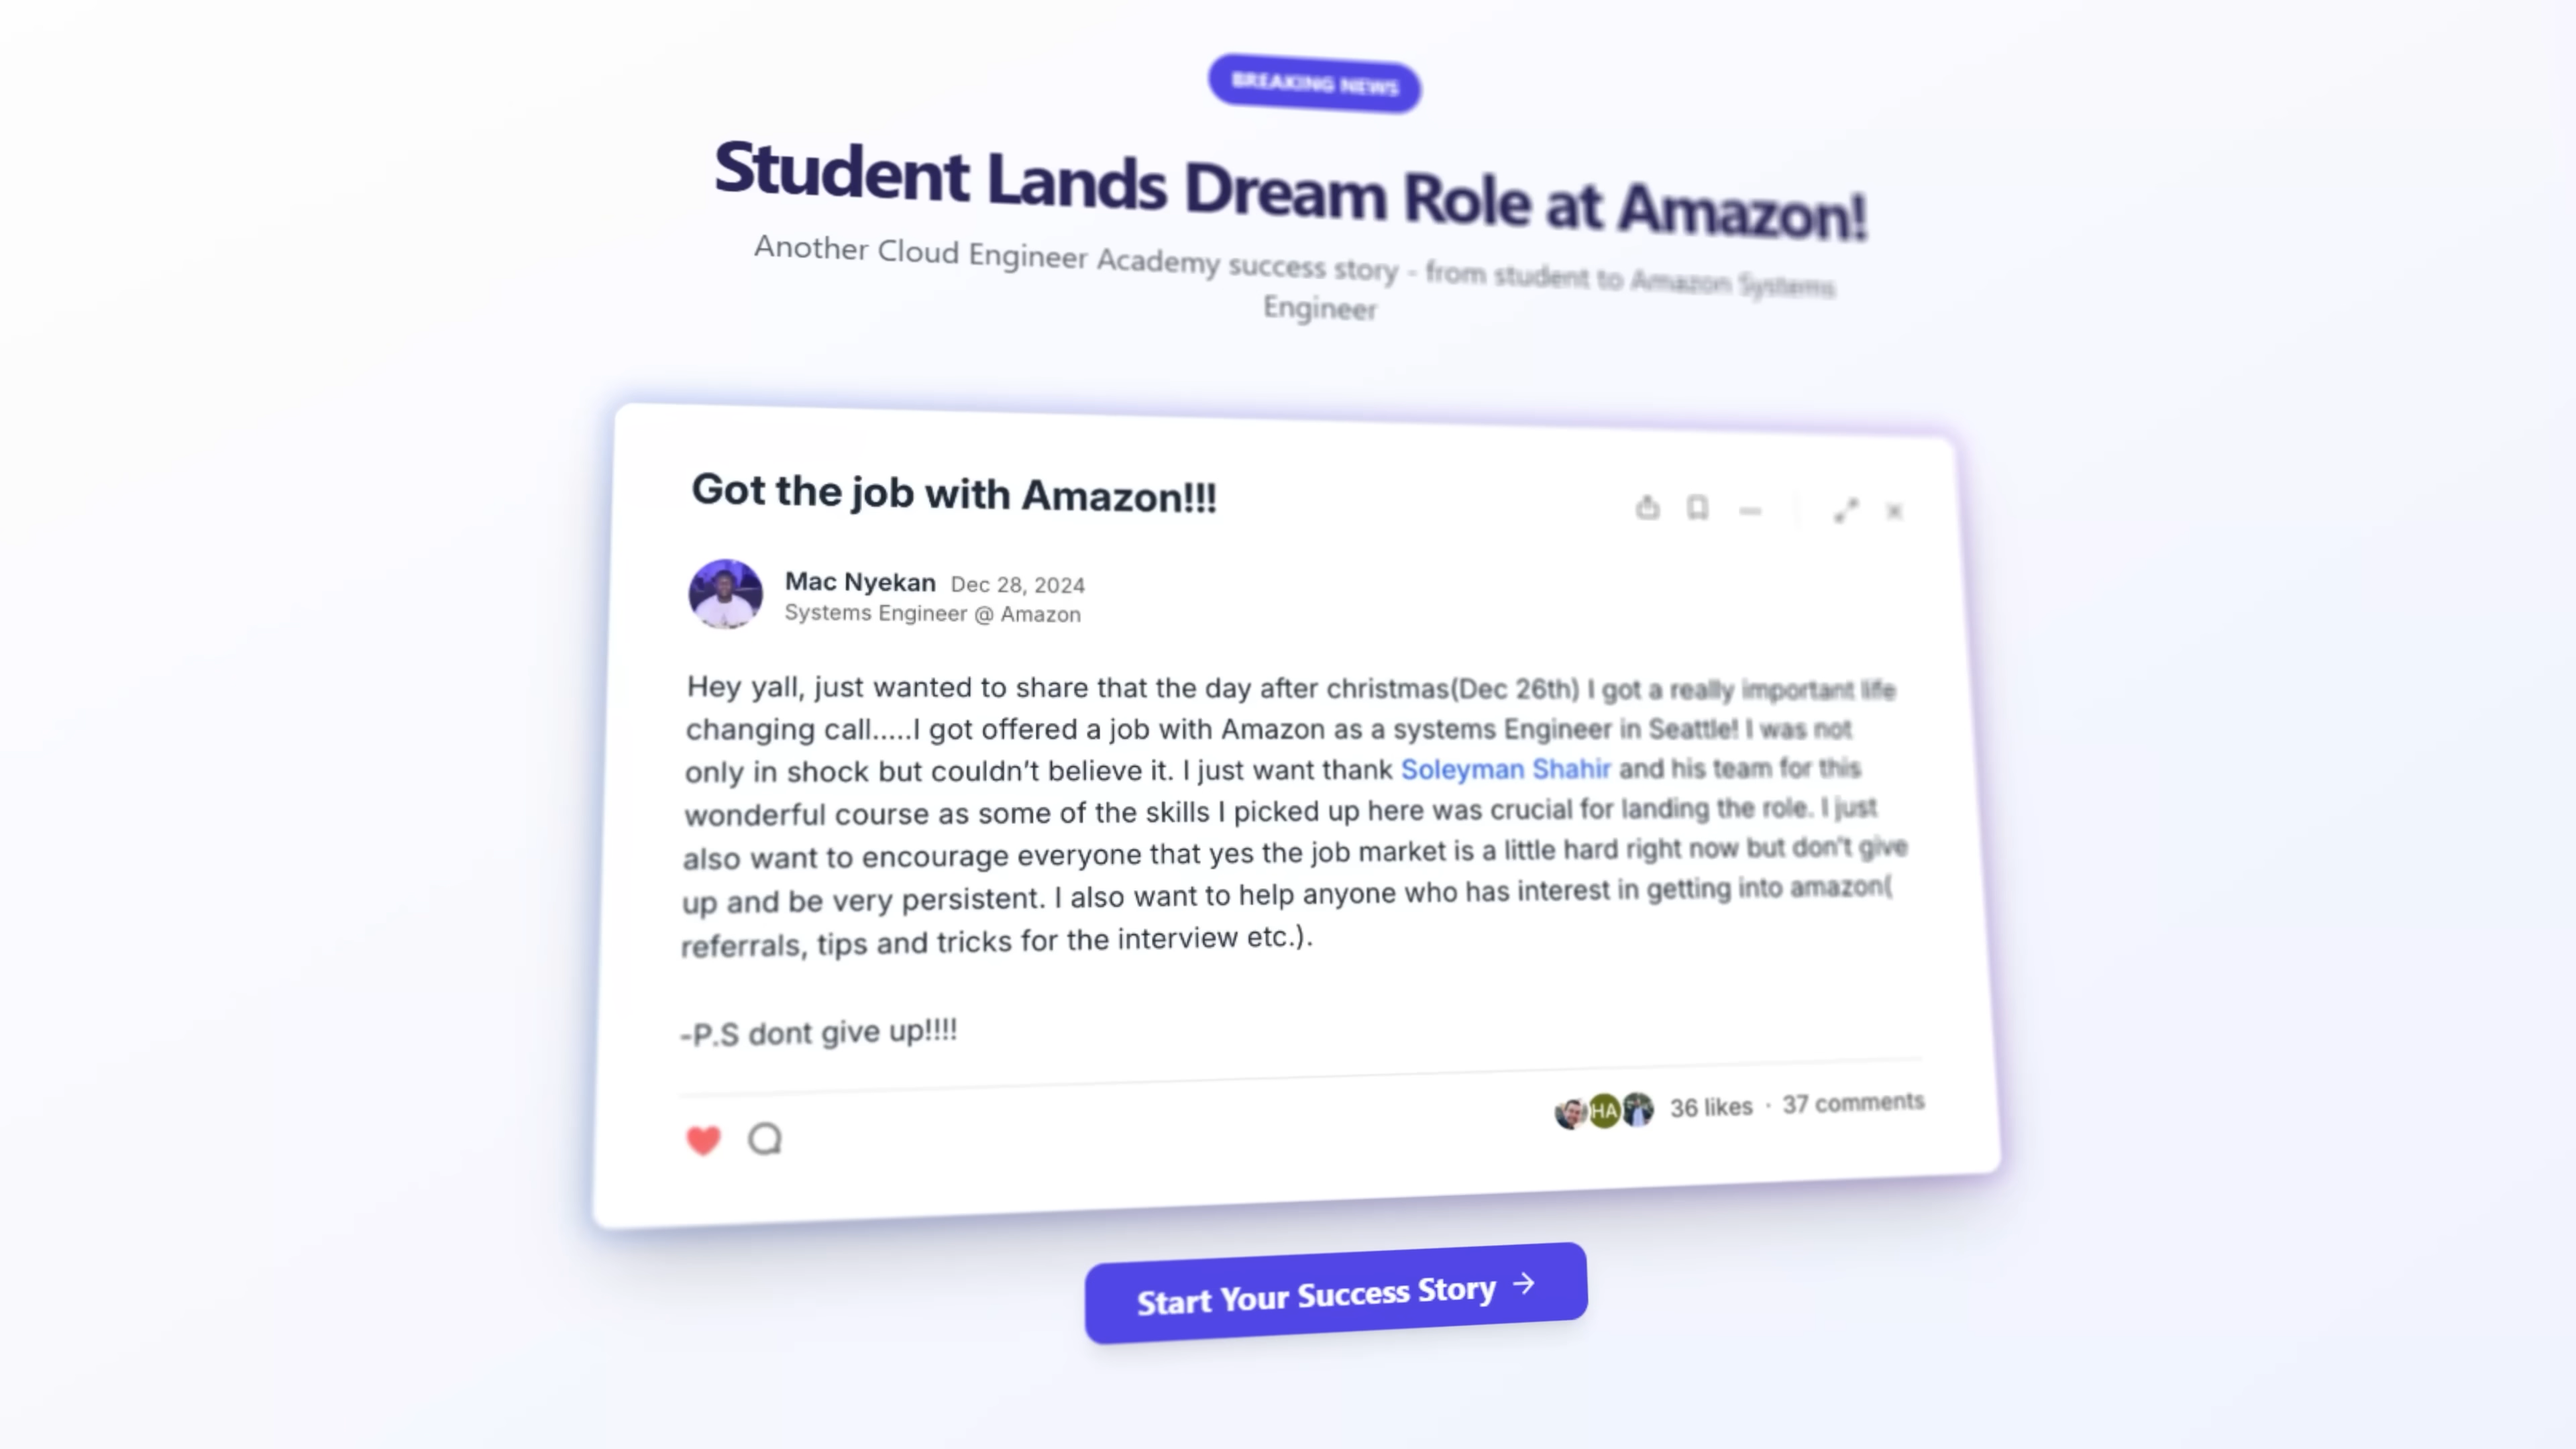 BREAKING NEWS
Student Lands Dream Role at Amazon!
Another Cloud Engineer Academy success story - from student to Amazon Systems
Engineer
Got the job with Amazon!!!
Mac Nyekan Dec 28, 2024
Systems Engineer @ Amazon
Hey yall, just wanted to share that the day after christmas(Dec 26th) I got a really important life
changing call.....I got offered a job with Amazon as a systems Engineer in Seattle! I was not
only in shock but couldn’t believe it. I just want thank Soleyman Shahir and his team for this
wonderful course as some of the skills I picked up here was crucial for landing the role. I just
also want to encourage everyone that yes the job market is a little hard right now but don't give
up and be very persistent. I also want to help anyone who has interest in getting into amazon(
referrals, tips and tricks for the interview etc.).
-P.S dont give up!!!!
HA 36 likes · 37 comments
Start Your Success Story →